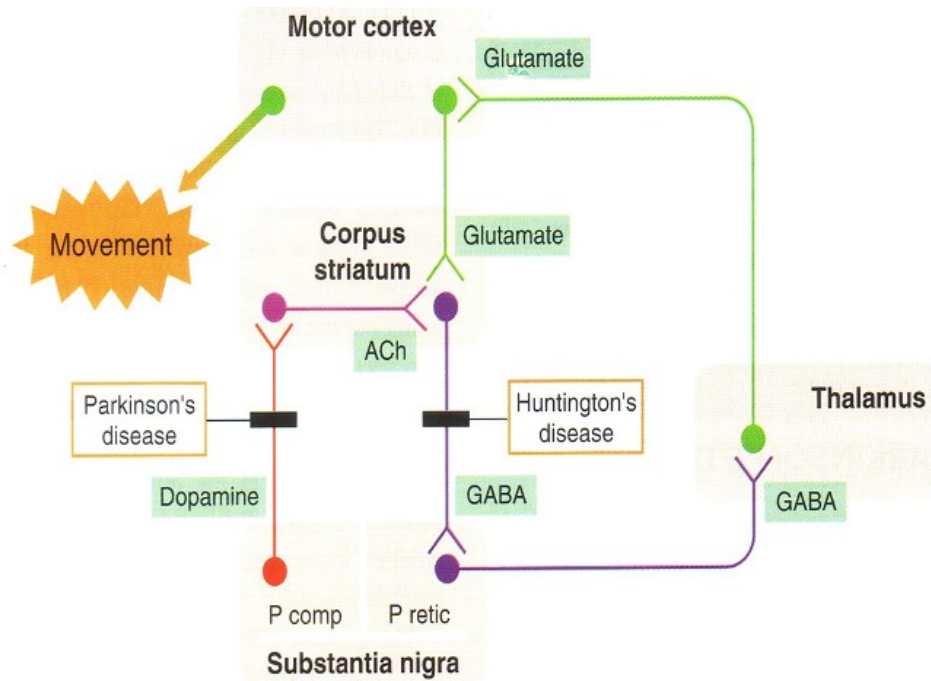 Motor cortex
Glutamate
Movement
Corpus
striatum
Glutamate
ACh
Parkinson's
disease
Huntington's
disease
Thalamus
Dopamine
GABA
GABA
P comp
P retic
Substantia nigra